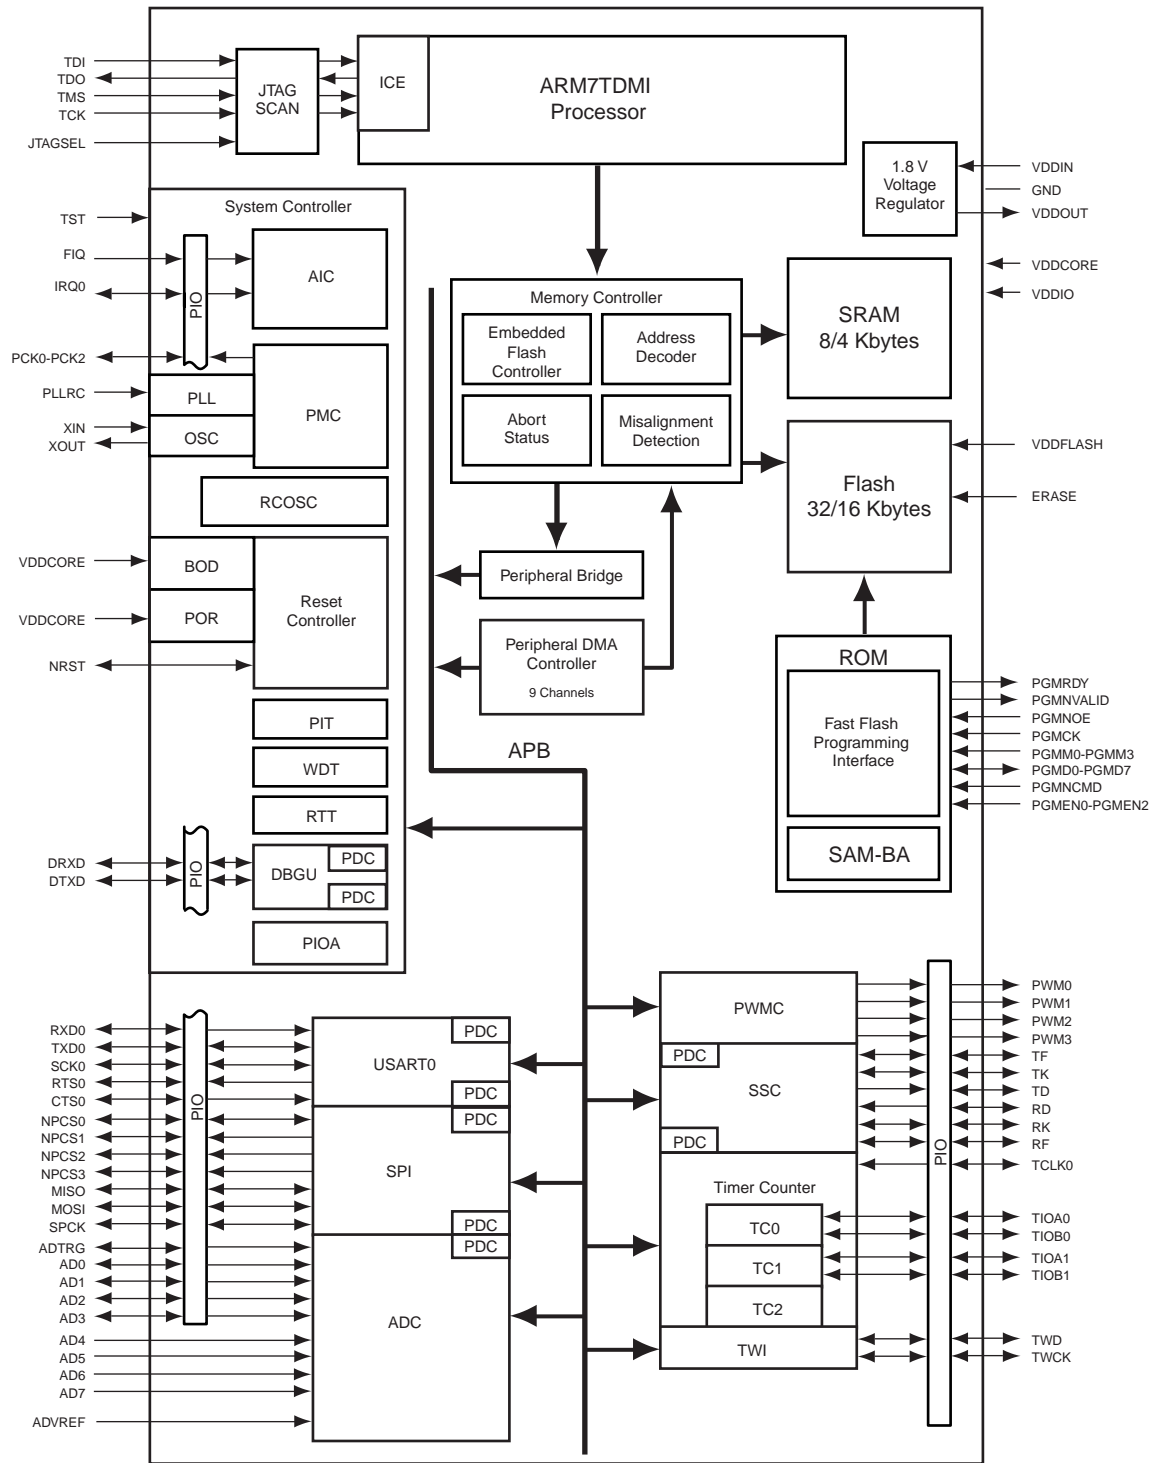 TDI
TDO
TMS
TCK
JTAGSEL
JTAG
SCAN
ICE
ARM7TDMI
Processor
1.8 V
Voltage
Regulator
VDDIN
GND
VDDOUT
VDDCORE
VDDIO
System Controller
TST
FIQ
IRQ0
PIO
AIC
PCK0-PCK2
PLLRC
PLL
XIN
XOUT
OSC
PMC
RCOSC
VDDCORE
BOD
VDDCORE
POR
Reset
Controller
NRST
PIT
WDT
RTT
DRXD
DTXD
PIO
DBGU
PDC
PDC
PIOA
Memory Controller
Embedded
Flash
Controller
Address
Decoder
Abort
Status
Misalignment
Detection
SRAM
8/4 Kbytes
Flash
32/16 Kbytes
VDDFLASH
ERASE
Peripheral Bridge
Peripheral DMA
Controller
9 Channels
APB
ROM
Fast Flash
Programming
Interface
SAM-BA
PGMRDY
PGMNVALID
PGMNOE
PGMCK
PGMM0-PGMM3
PGMD0-PGMD7
PGMNCMD
PGMEN0-PGMEN2
RXD0
TXD0
SCK0
RTS0
CTS0
NPCS0
NPCS1
NPCS2
NPCS3
MISO
MOSI
SPCK
ADTRG
AD0
AD1
AD2
AD3
AD4
AD5
AD6
AD7
ADVREF
PIO
PDC
USART0
PDC
PDC
SPI
PDC
PDC
ADC
PWMC
PDC
SSC
PDC
Timer Counter
TC0
TC1
TC2
TWI
PIO
PWM0
PWM1
PWM2
PWM3
TF
TK
TD
RD
RK
RF
TCLK0
TIOA0
TIOB0
TIOA1
TIOB1
TWD
TWCK